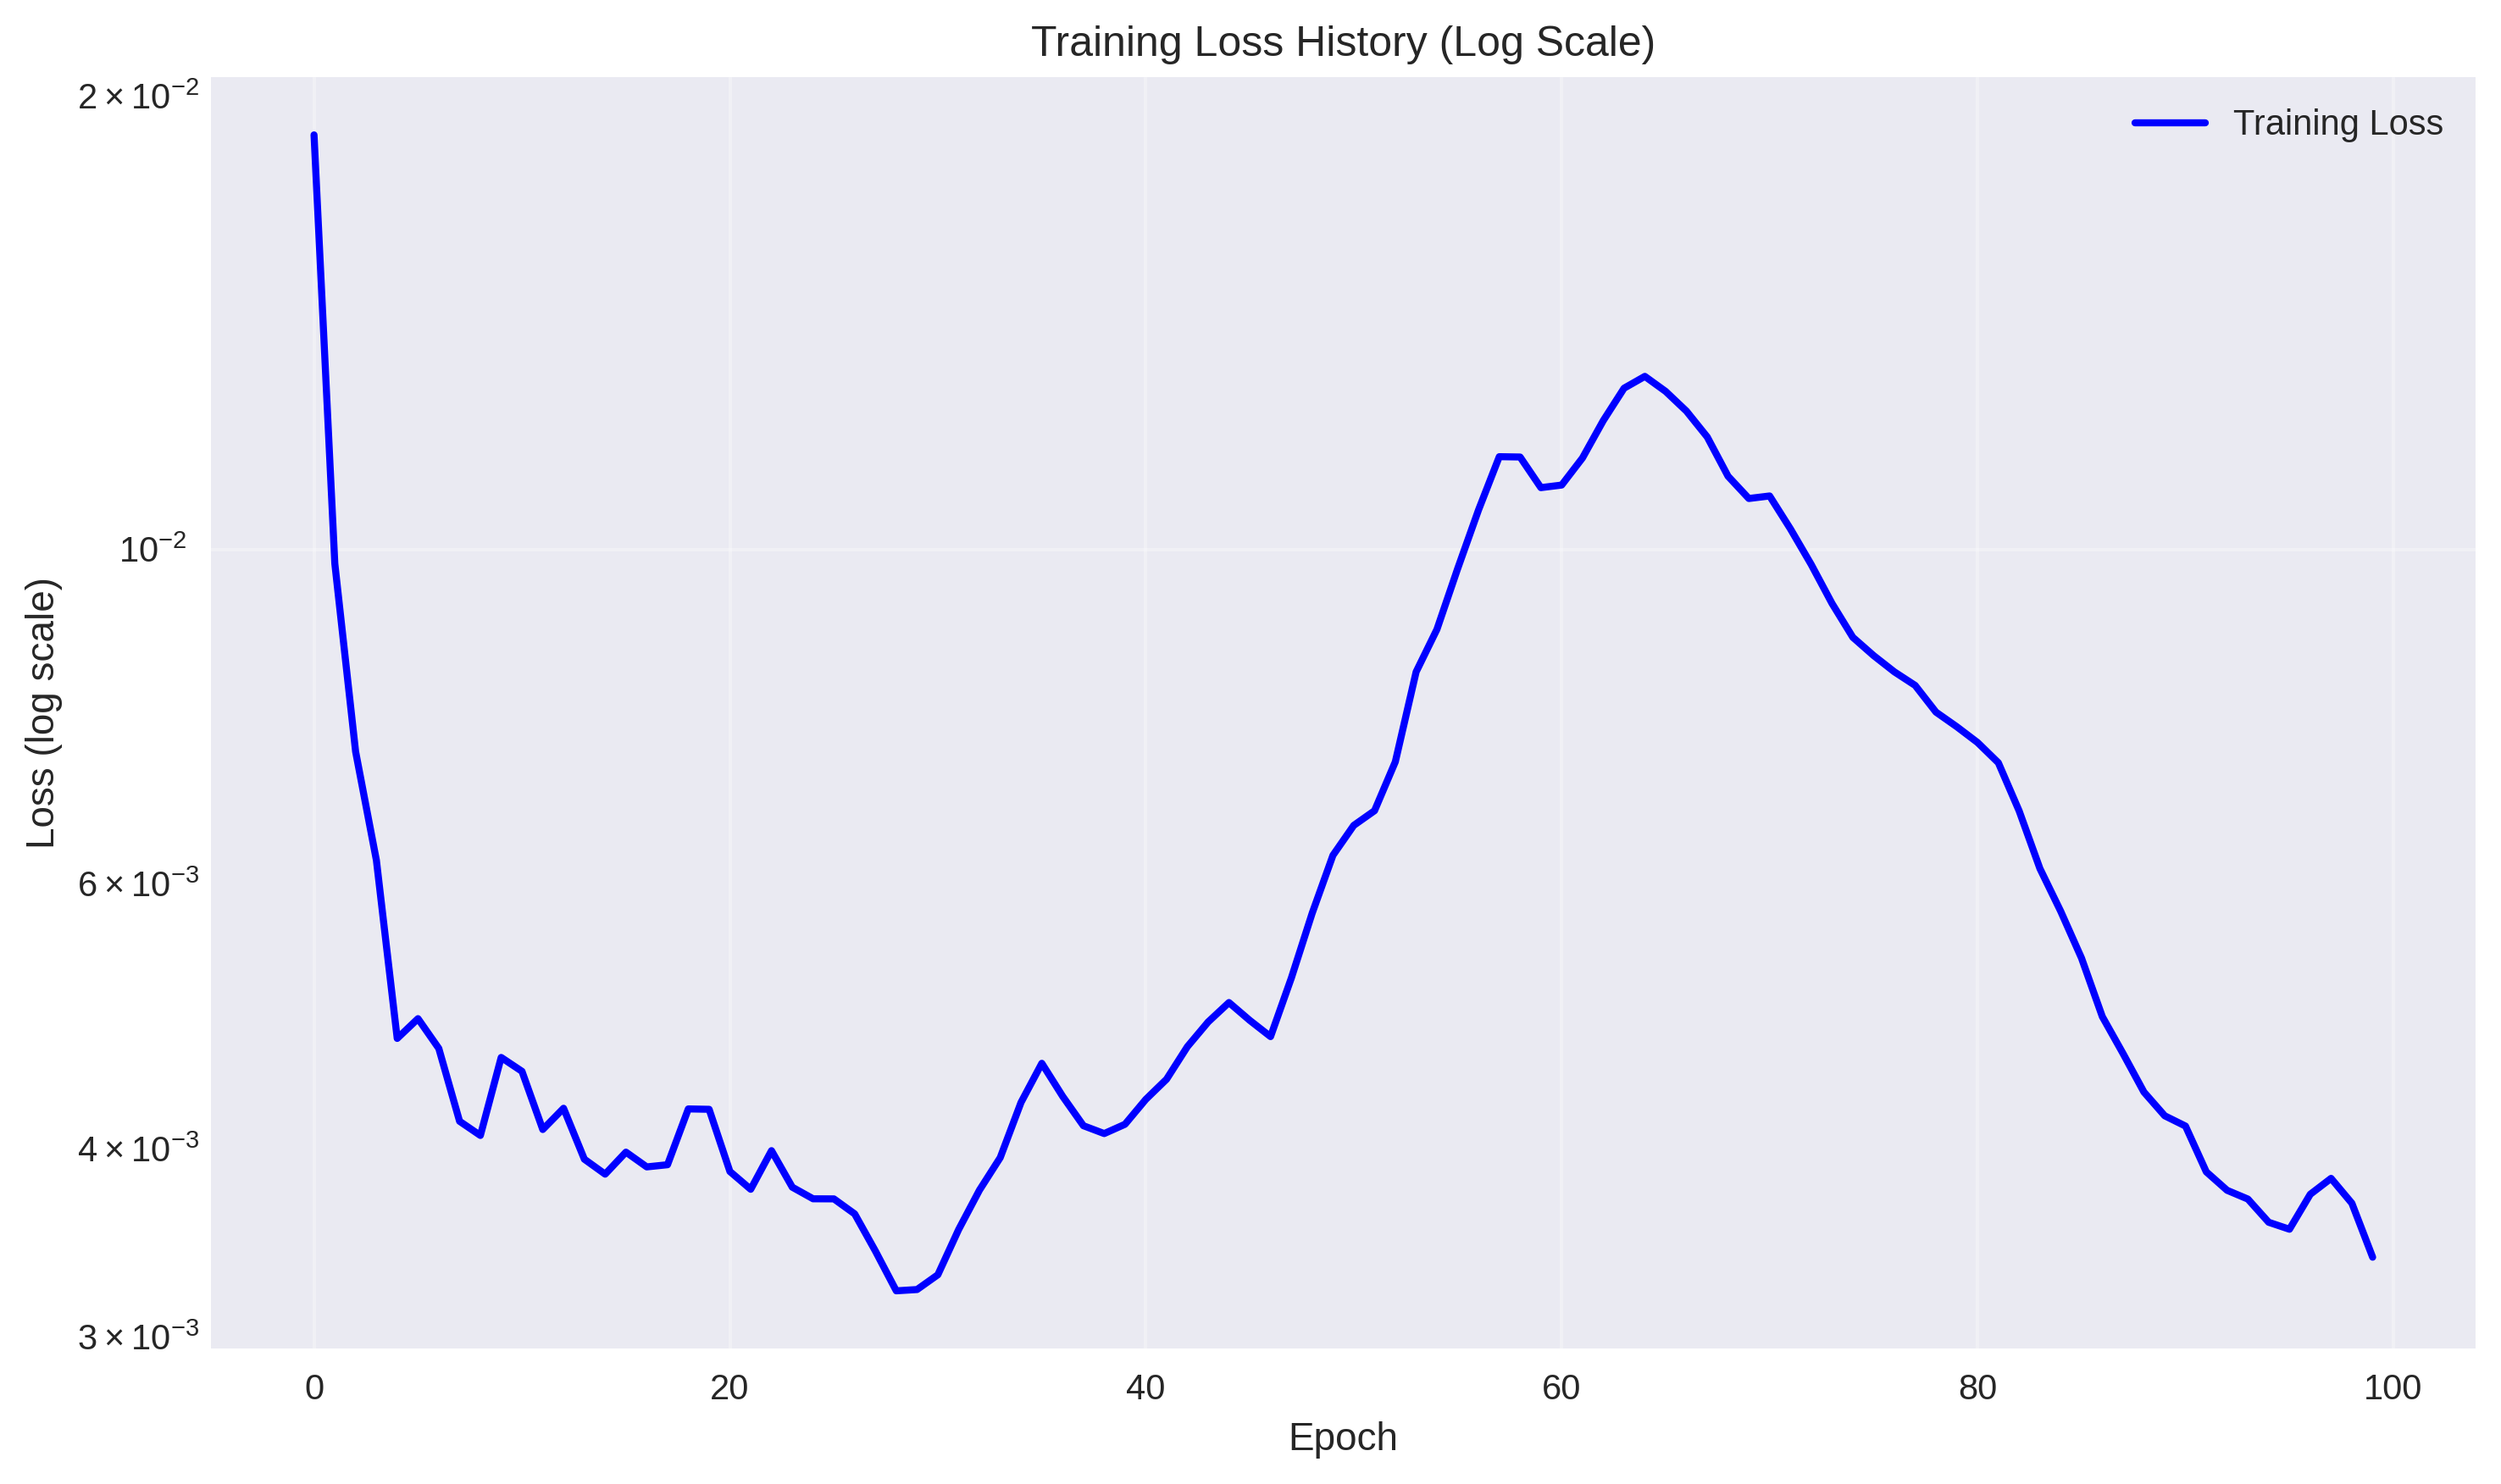 Training Loss History (Log Scale)
Training Loss
Loss (log scale)
2 × 10⁻²
10⁻²
6 × 10⁻³
4 × 10⁻³
3 × 10⁻³
0 20 40 60 80 100
Epoch